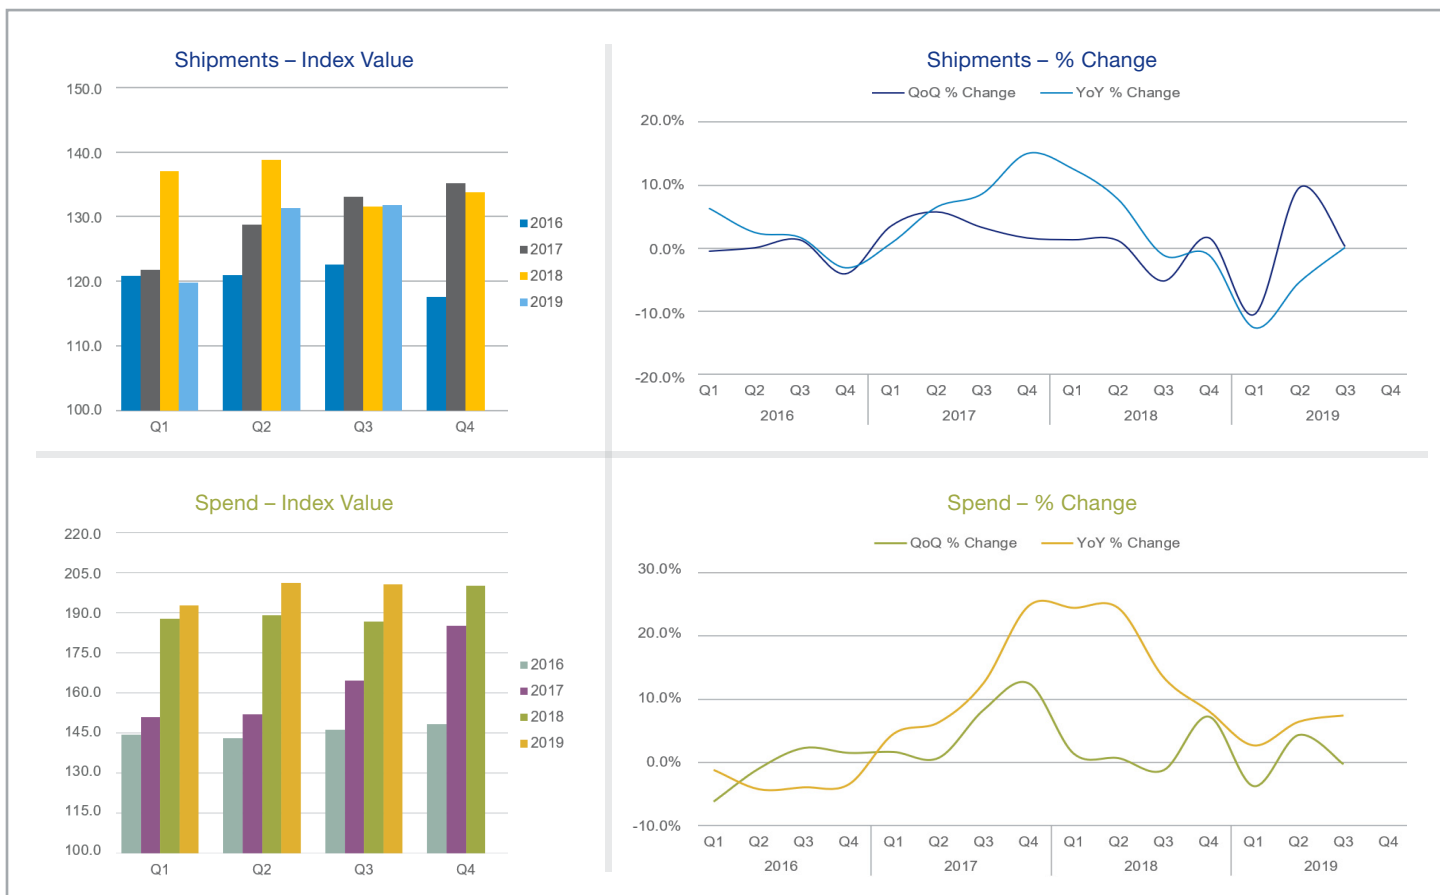 Shipments – Index Value
150.0
140.0
130.0
120.0
110.0
100.0
Q1 Q2 Q3 Q4
2016
2017
2018
2019
Shipments – % Change
QoQ % Change YoY % Change
20.0%
10.0%
0.0%
-10.0%
-20.0%
Q1 Q2 Q3 Q4 Q1 Q2 Q3 Q4 Q1 Q2 Q3 Q4 Q1 Q2 Q3 Q4
2016 2017 2018 2019
Spend – Index Value
220.0
205.0
190.0
175.0
160.0
145.0
130.0
115.0
100.0
Q1 Q2 Q3 Q4
2016
2017
2018
2019
Spend – % Change
QoQ % Change YoY % Change
30.0%
20.0%
10.0%
0.0%
-10.0%
Q1 Q2 Q3 Q4 Q1 Q2 Q3 Q4 Q1 Q2 Q3 Q4 Q1 Q2 Q3 Q4
2016 2017 2018 2019